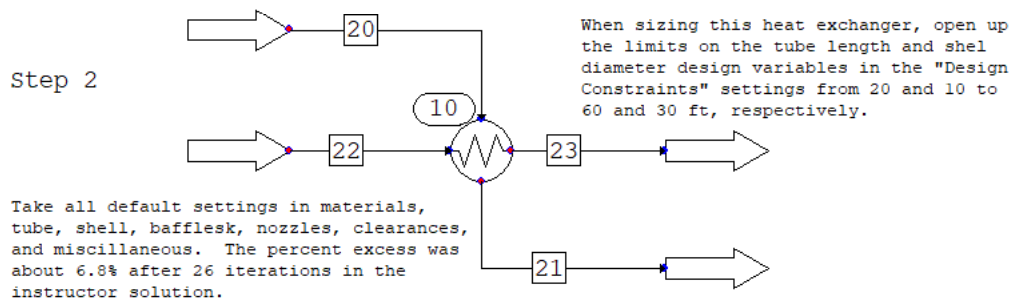 20
When sizing this heat exchanger, open up
the limits on the tube length and shel
diameter design variables in the "Design
Constraints" settings from 20 and 10 to
60 and 30 ft, respectively.
Step 2
10
22
23
Take all default settings in materials,
tube, shell, bafflesk, nozzles, clearances,
and miscillaneous.  The percent excess was
about 6.8% after 26 iterations in the
instructor solution.
21